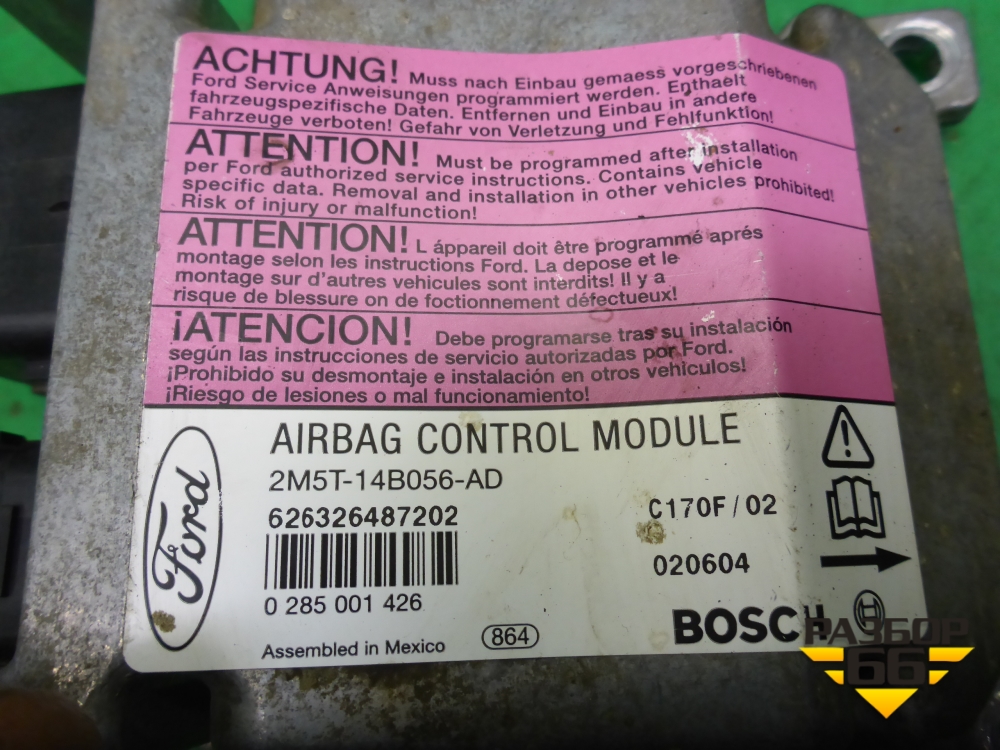 ACHTUNG! Muss nach Einbau gemaess vorgeschriebenen
Ford Service Anweisungen programmiert werden. Enthaelt
fahrzeugspezifische Daten. Entfernen und Einbau in andere
Fahrzeuge verboten! Gefahr von Verletzung und Fehlfunktion!
ATTENTION! Must be programmed after installation
per Ford authorized service instructions. Contains vehicle
specific data. Removal and installation in other vehicles prohibited!
Risk of injury or malfunction!
ATTENTION! L áppareil doit être programmé aprés
montage selon les instructions Ford. La depose et le
montage sur d'autres vehicules sont interdits! Il y a
risque de blessure on de foctionnement défectueux!
¡ATENCION! Debe programarse tras su instalación
según las instrucciones de servicio autorizadas por Ford.
¡Prohibido su desmontaje e instalación en otros vehiculos!
¡Riesgo de lesiones o mal funcionamiento!
AIRBAG CONTROL MODULE
2M5T-14B056-AD
626326487202
C170F/02
020604
0 285 001 426
Ford
Assembled in Mexico
864
BOSCH
РАЗБОР
66